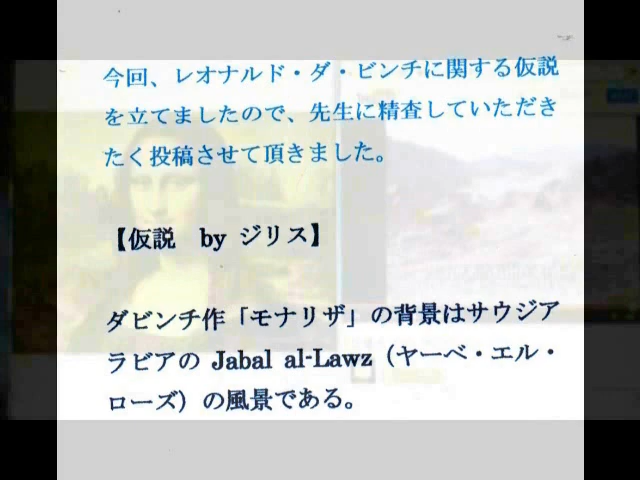 今回、レオナルド・ダ・ビンチに関する仮説
を立てましたので、先生に精査していただき
たく投稿させて頂きました。
【仮説　by ジリス】
ダビンチ作「モナリザ」の背景はサウジア
ラビアの Jabal al-Lawz（ヤーベ・エル・
ローズ）の風景である。